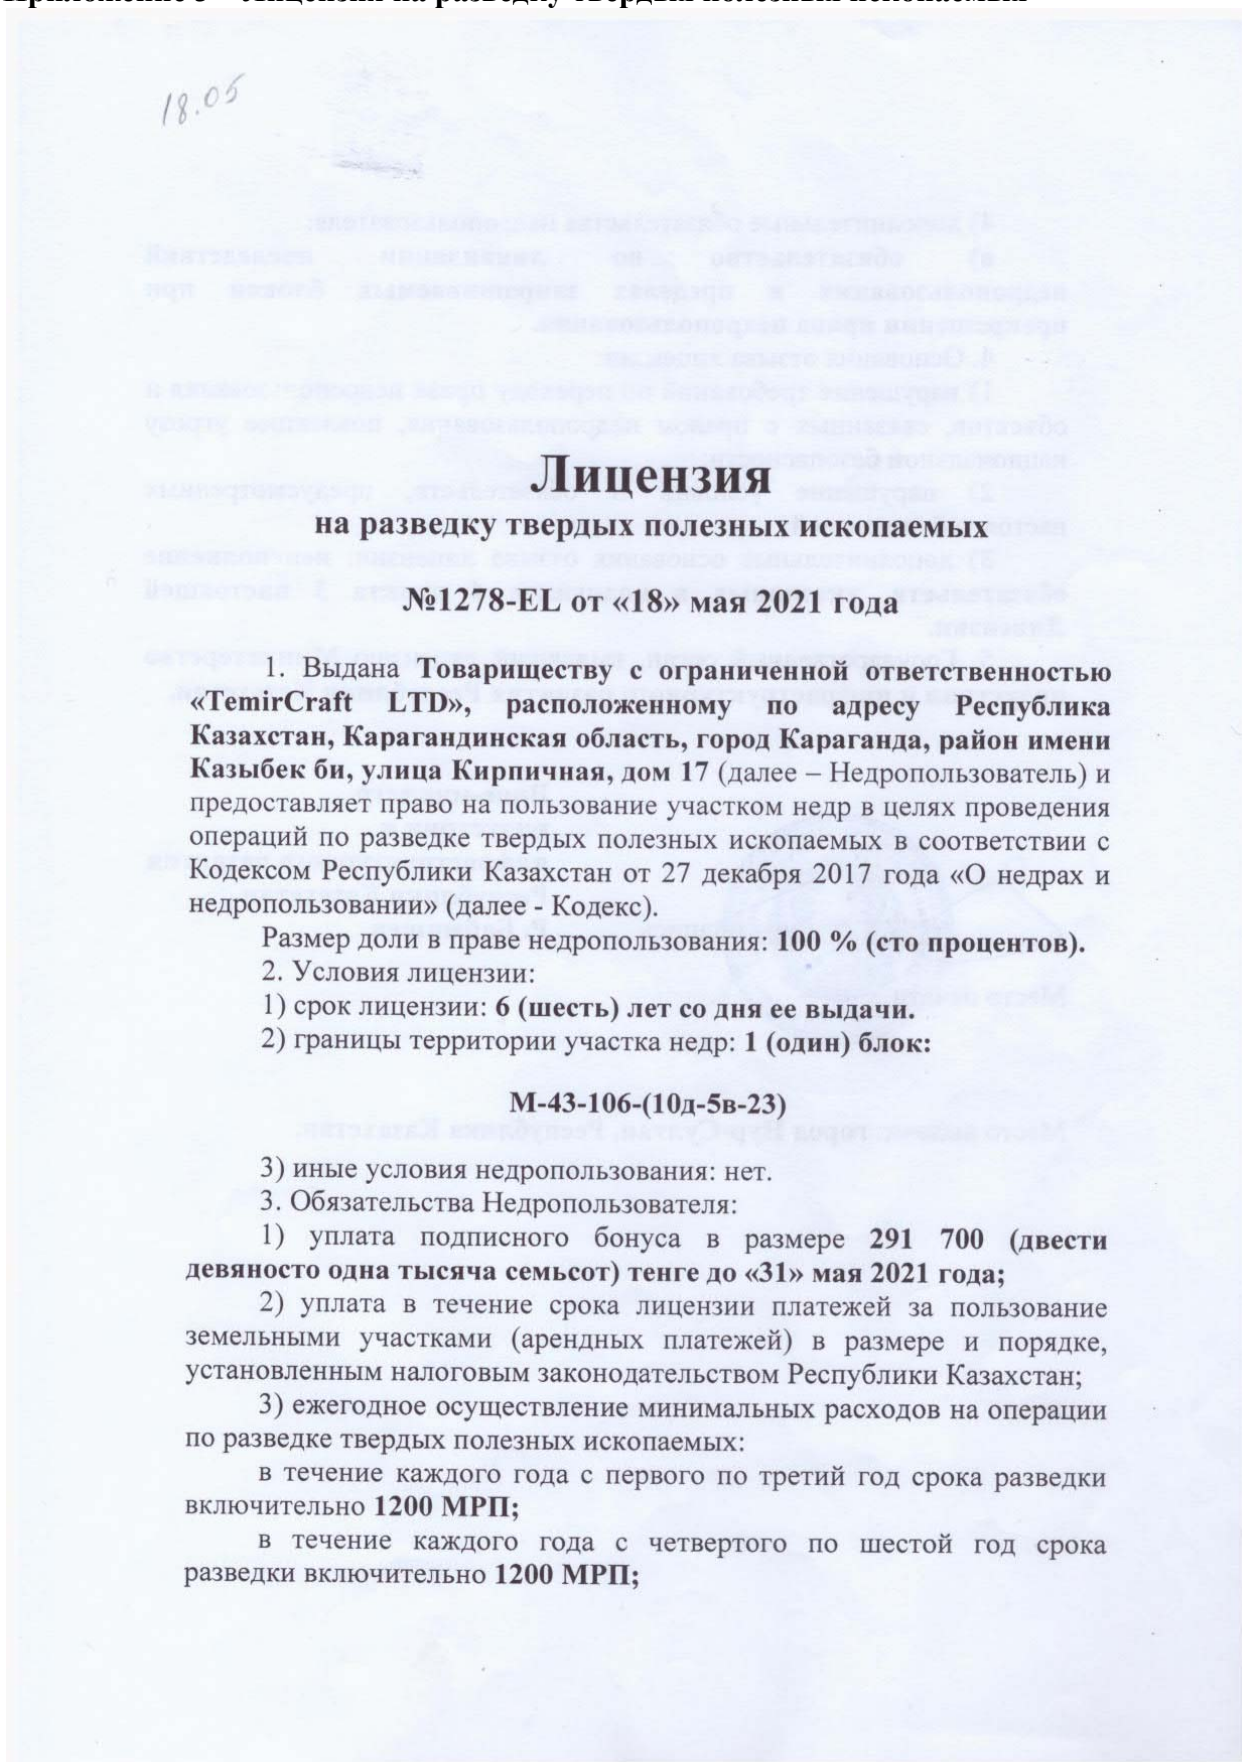 Приложение 3 – Лицензия на разведку твердых полезных ископаемых
18.05
Лицензия
на разведку твердых полезных ископаемых
№1278-EL от «18» мая 2021 года
1. Выдана Товариществу с ограниченной ответственностью
«TemirCraft LTD», расположенному по адресу Республика
Казахстан, Карагандинская область, город Караганда, район имени
Казыбек би, улица Кирпичная, дом 17 (далее – Недропользователь) и
предоставляет право на пользование участком недр в целях проведения
операций по разведке твердых полезных ископаемых в соответствии с
Кодексом Республики Казахстан от 27 декабря 2017 года «О недрах и
недропользовании» (далее - Кодекс).
Размер доли в праве недропользования: 100 % (сто процентов).
2. Условия лицензии:
1) срок лицензии: 6 (шесть) лет со дня ее выдачи.
2) границы территории участка недр: 1 (один) блок:
М-43-106-(10д-5в-23)
3) иные условия недропользования: нет.
3. Обязательства Недропользователя:
1) уплата подписного бонуса в размере 291 700 (двести
девяносто одна тысяча семьсот) тенге до «31» мая 2021 года;
2) уплата в течение срока лицензии платежей за пользование
земельными участками (арендных платежей) в размере и порядке,
установленным налоговым законодательством Республики Казахстан;
3) ежегодное осуществление минимальных расходов на операции
по разведке твердых полезных ископаемых:
в течение каждого года с первого по третий год срока разведки
включительно 1200 МРП;
в течение каждого года с четвертого по шестой год срока
разведки включительно 1200 МРП;